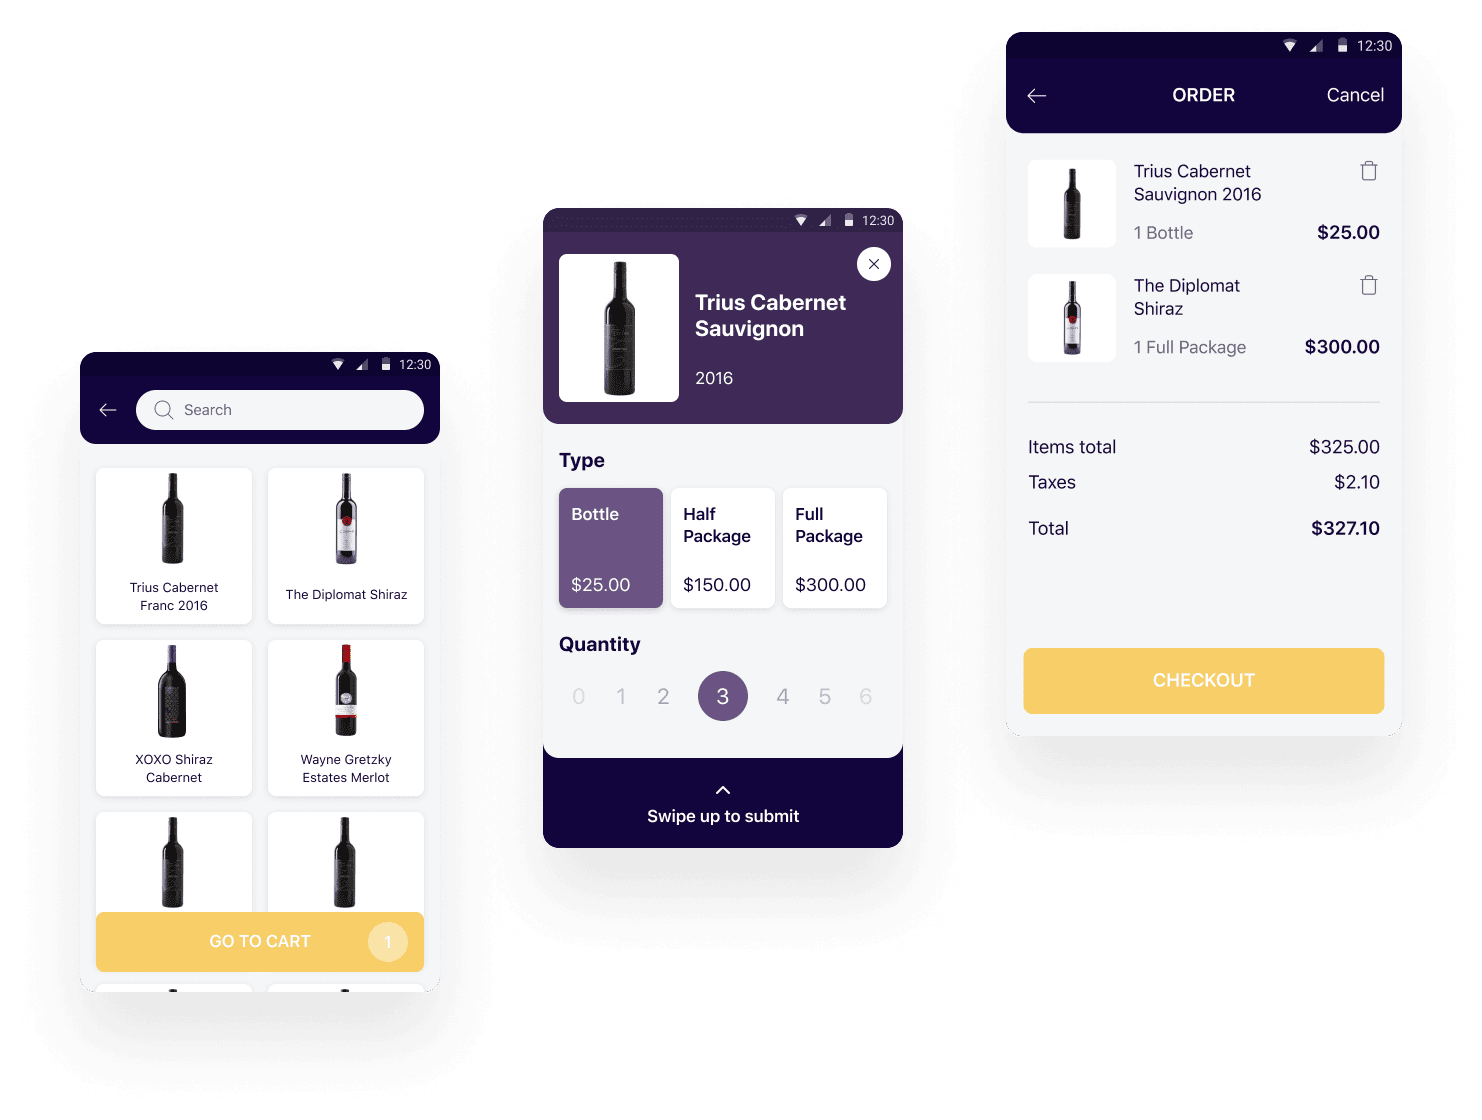 12:30
Search
Trius Cabernet
Franc 2016
The Diplomat Shiraz
XOXO Shiraz
Cabernet
Wayne Gretzky
Estates Merlot
GO TO CART 1
12:30
Trius Cabernet
Sauvignon
2016
Type
Bottle
$25.00
Half
Package
$150.00
Full
Package
$300.00
Quantity
0 1 2 3 4 5 6
Swipe up to submit
12:30
ORDER Cancel
Trius Cabernet
Sauvignon 2016
1 Bottle $25.00
The Diplomat
Shiraz
1 Full Package $300.00
Items total $325.00
Taxes $2.10
Total $327.10
CHECKOUT